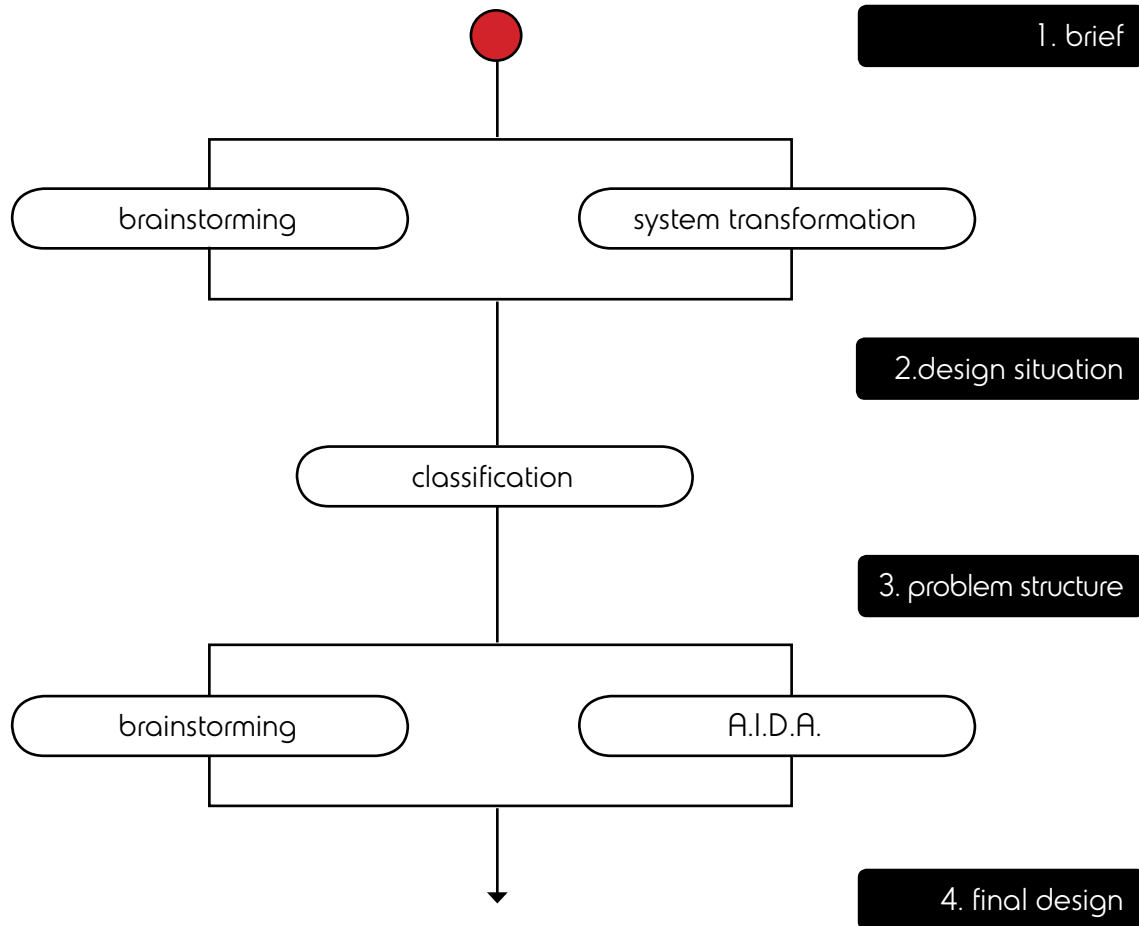 1. brief
brainstorming
system transformation
2.design situation
classification
3. problem structure
brainstorming
A.I.D.A.
4. final design